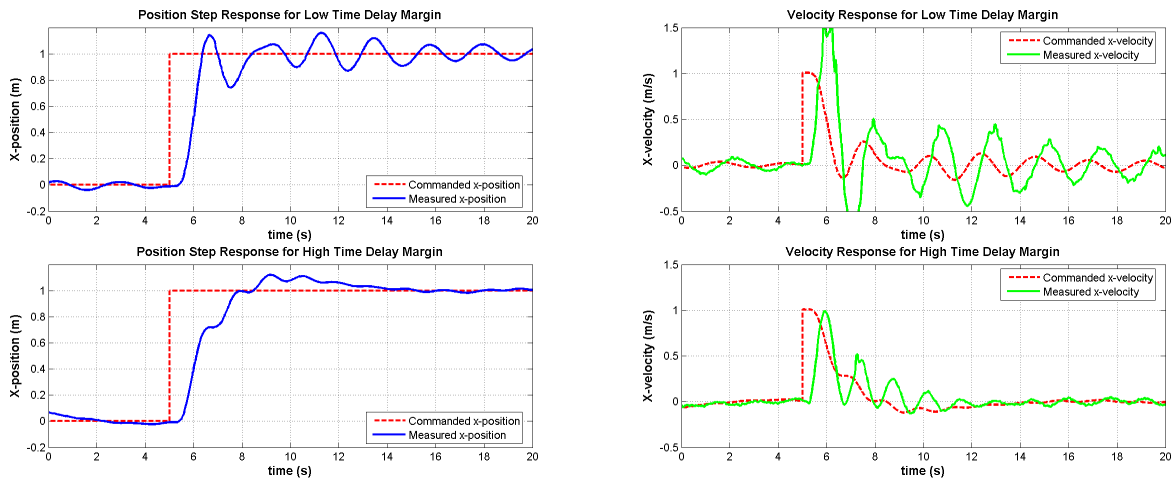 Position Step Response for Low Time Delay Margin
1
0.8
0.6
0.4
0.2
0
-0.2
X-position (m)
Commanded x-position
Measured x-position
0 2 4 6 8 10 12 14 16 18 20
time (s)
Velocity Response for Low Time Delay Margin
1.5
1
0.5
0
-0.5
X-velocity (m/s)
Commanded x-velocity
Measured x-velocity
0 2 4 6 8 10 12 14 16 18 20
time (s)
Position Step Response for High Time Delay Margin
1
0.8
0.6
0.4
0.2
0
-0.2
X-position (m)
Commanded x-position
Measured x-position
0 2 4 6 8 10 12 14 16 18 20
time (s)
Velocity Response for High Time Delay Margin
1.5
1
0.5
0
-0.5
X-velocity (m/s)
Commanded x-velocity
Measured x-velocity
0 2 4 6 8 10 12 14 16 18 20
time (s)